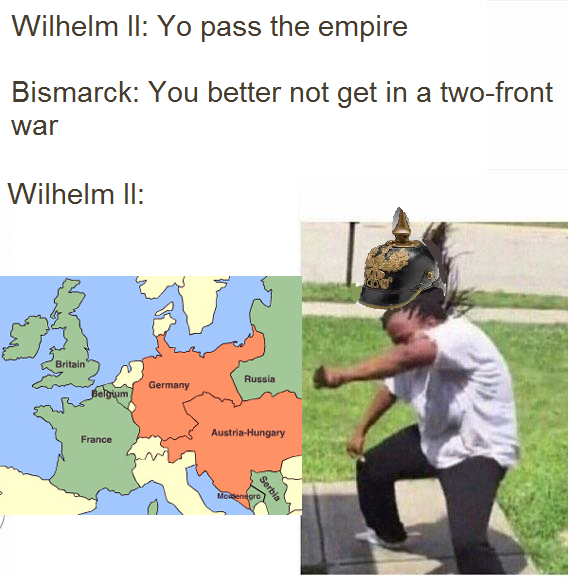 Wilhelm II: Yo pass the empire
Bismarck: You better not get in a two-front
war
Wilhelm II:
Britain
Belgium
Germany
Russia
France
Austria-Hungary
Serbia
Montenegro